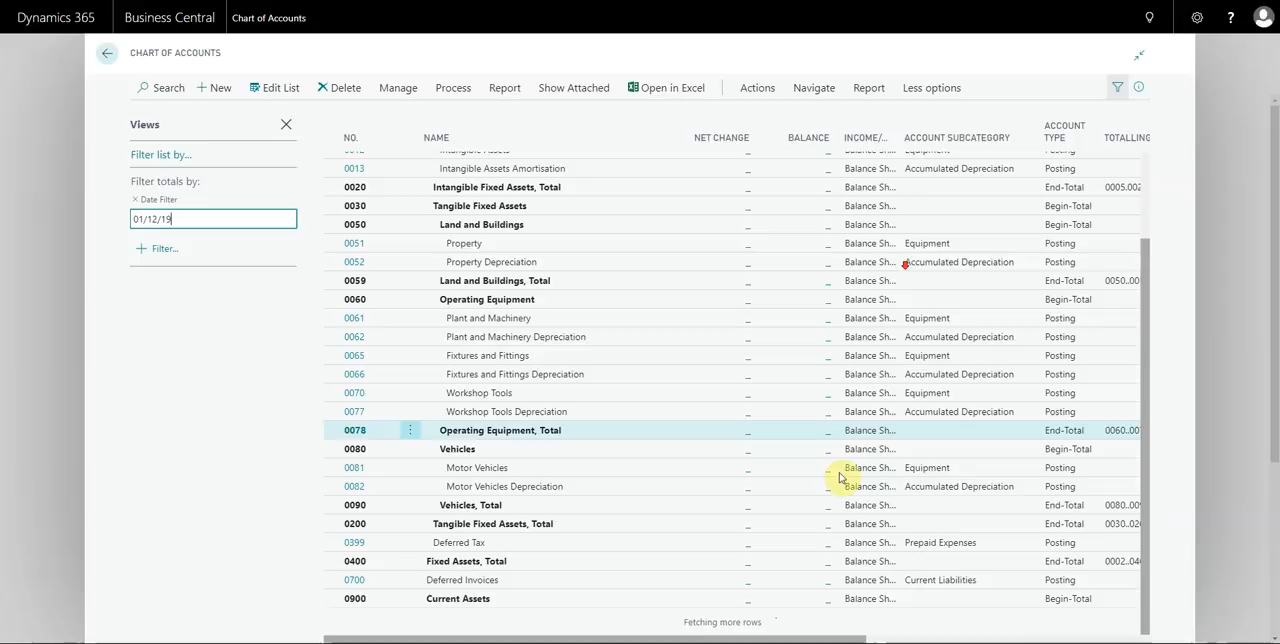 Dynamics 365 Business Central Chart of Accounts ?
CHART OF ACCOUNTS
Search + New Edit List Delete Manage Process Report Show Attached Open in Excel Actions Navigate Report Less options
Views
Filter list by...
Filter totals by:
× Date Filter
01/12/19
+ Filter...
NO. NAME NET CHANGE BALANCE INCOME/... ACCOUNT SUBCATEGORY ACCOUNT TYPE TOTALLING
0013 Intangible Assets Amortisation _ _ Balance Sh... Accumulated Depreciation Posting
0020 Intangible Fixed Assets, Total _ _ Balance Sh... End-Total 0005..002
0030 Tangible Fixed Assets _ _ Balance Sh... Begin-Total
0050 Land and Buildings _ _ Balance Sh... Begin-Total
0051 Property _ _ Balance Sh... Equipment Posting
0052 Property Depreciation _ _ Balance Sh... Accumulated Depreciation Posting
0059 Land and Buildings, Total _ _ Balance Sh... End-Total 0050..00
0060 Operating Equipment _ _ Balance Sh... Begin-Total
0061 Plant and Machinery _ _ Balance Sh... Equipment Posting
0062 Plant and Machinery Depreciation _ _ Balance Sh... Accumulated Depreciation Posting
0065 Fixtures and Fittings _ _ Balance Sh... Equipment Posting
0066 Fixtures and Fittings Depreciation _ _ Balance Sh... Accumulated Depreciation Posting
0070 Workshop Tools _ _ Balance Sh... Equipment Posting
0077 Workshop Tools Depreciation _ _ Balance Sh... Accumulated Depreciation Posting
0078 Operating Equipment, Total _ _ Balance Sh... End-Total 0060..00
0080 Vehicles _ _ Balance Sh... Begin-Total
0081 Motor Vehicles _ _ Balance Sh... Equipment Posting
0082 Motor Vehicles Depreciation _ _ Balance Sh... Accumulated Depreciation Posting
0090 Vehicles, Total _ _ Balance Sh... End-Total 0080..00
0200 Tangible Fixed Assets, Total _ _ Balance Sh... End-Total 0030..02
0399 Deferred Tax _ _ Balance Sh... Prepaid Expenses Posting
0400 Fixed Assets, Total _ _ Balance Sh... End-Total 0002..04
0700 Deferred Invoices _ _ Balance Sh... Current Liabilities Posting
0900 Current Assets _ _ Balance Sh... Begin-Total
Fetching more rows